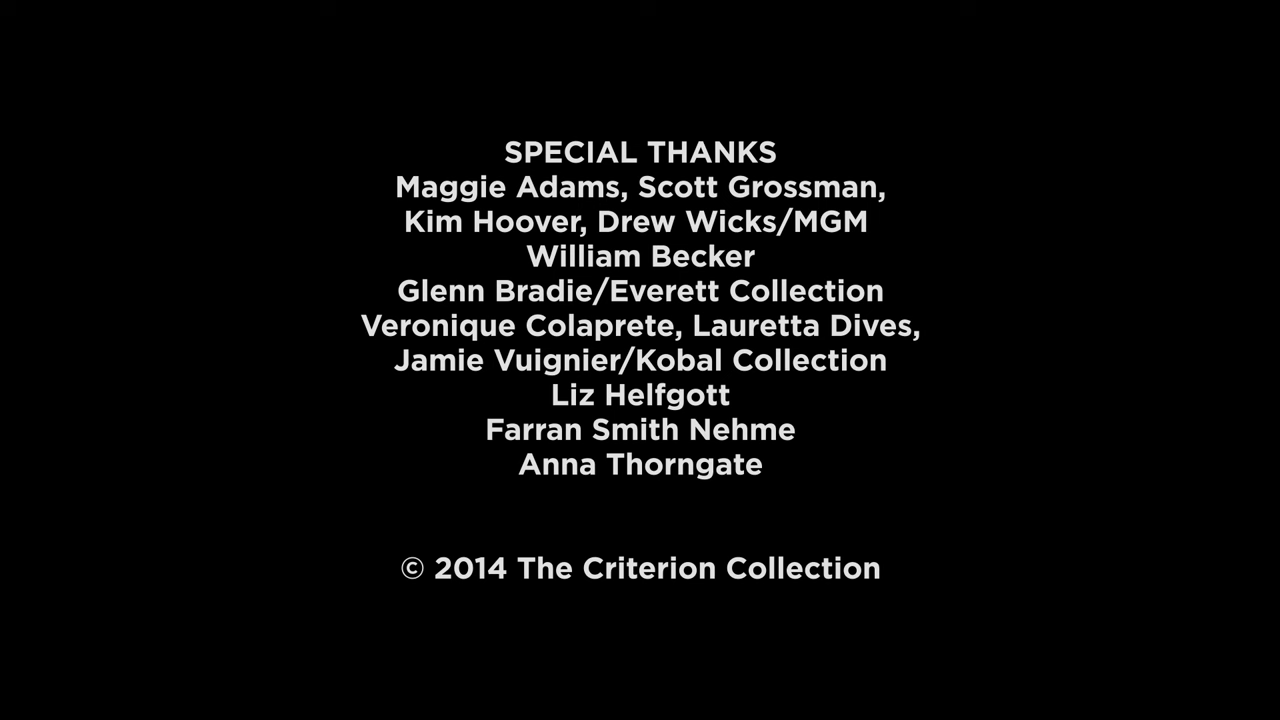 SPECIAL THANKS
Maggie Adams, Scott Grossman,
Kim Hoover, Drew Wicks/MGM
William Becker
Glenn Bradie/Everett Collection
Veronique Colaprete, Lauretta Dives,
Jamie Vuignier/Kobal Collection
Liz Helfgott
Farran Smith Nehme
Anna Thorngate
© 2014 The Criterion Collection